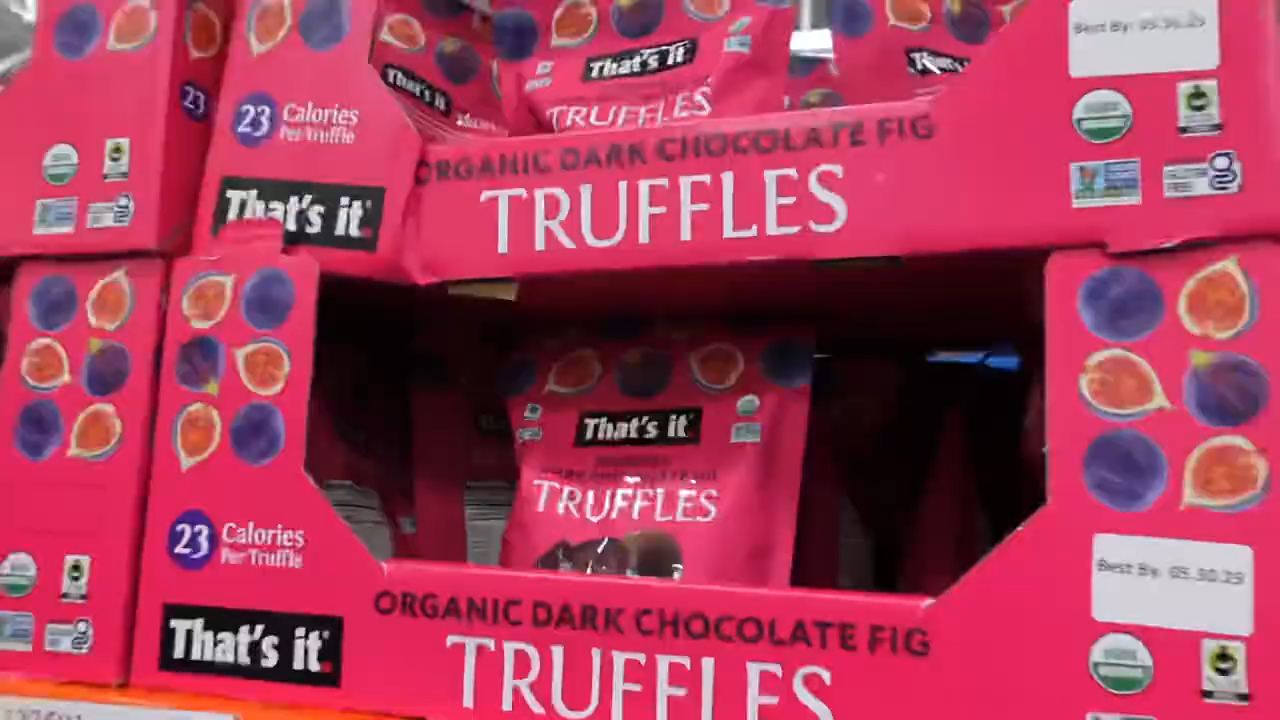 That's it.
That's it.
TRUFFLES
Best By: 05.30.25
23
23
Calories
Per Truffle
ORGANIC DARK CHOCOLATE FIG
TRUFFLES
That's it.
That's it.
TRUFFLES
23
Calories
Per Truffle
Best By: 05.30.25
ORGANIC DARK CHOCOLATE FIG
That's it.
TRUFFLES